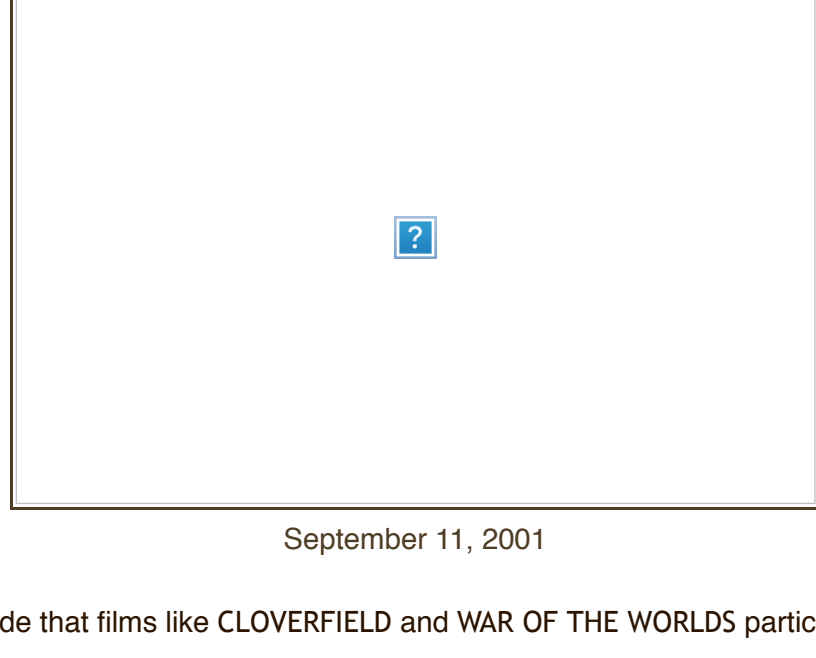 ?
September 11, 2001
de that films like CLOVERFIELD and WAR OF THE WORLDS partic